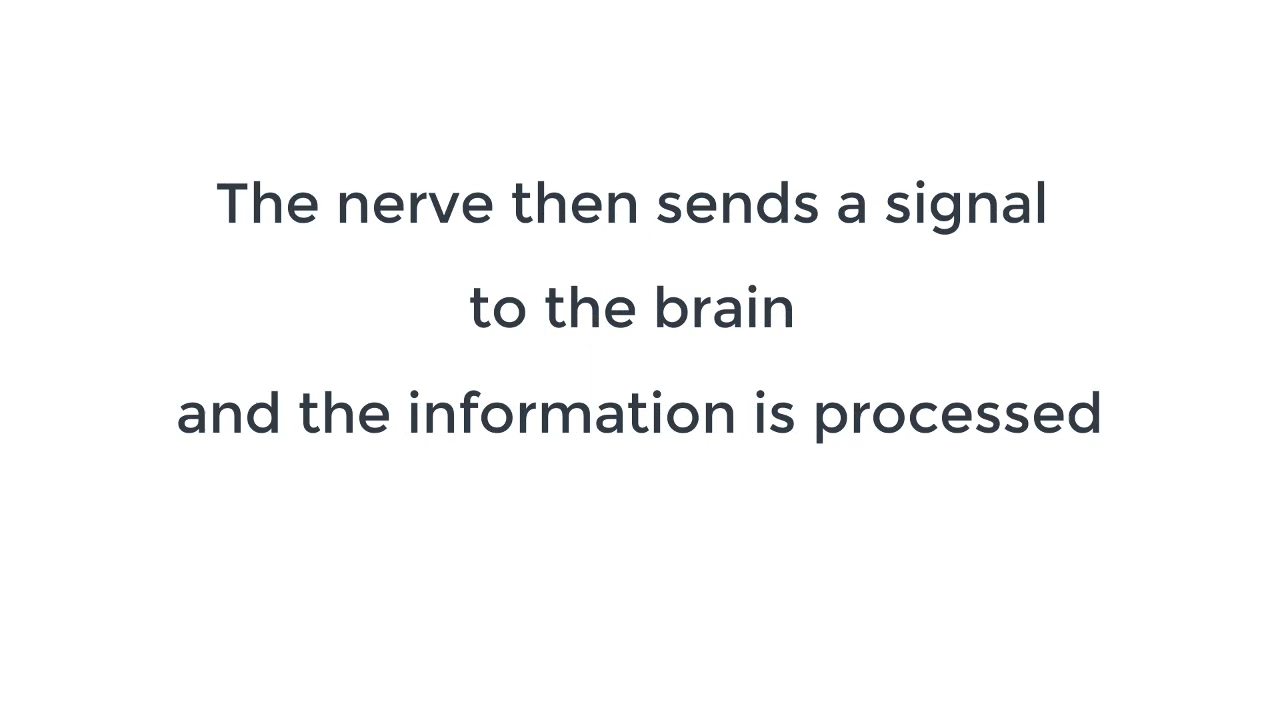 The nerve then sends a signal
to the brain
and the information is processed